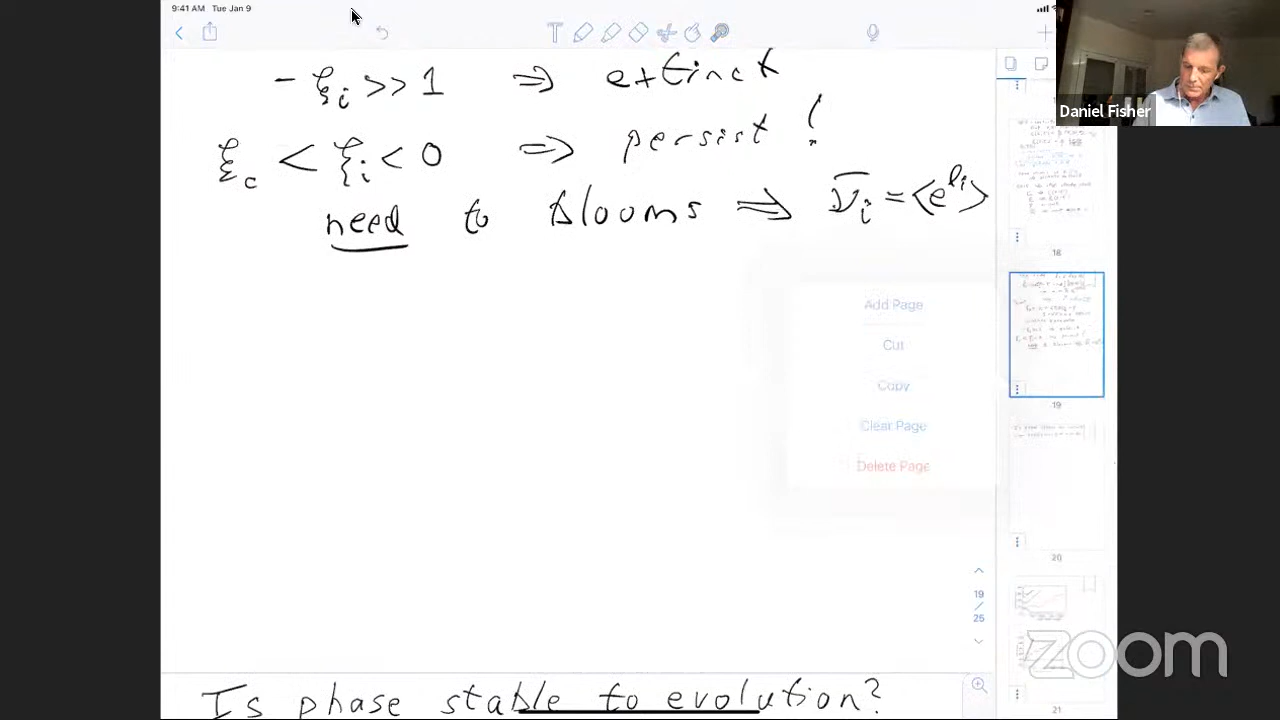 9:41 AM Tue Jan 9
Daniel Fisher
- ξ_i >> 1 ⇒ extinct
ξ_c < ξ_i < 0 ⇒ persist !
need to blooms ⇒ ν̄_i = <e^{l_i}>
Add Page
Cut
Copy
Clear Page
Delete Page
18
19
20
21
19
/
25
Is phase stable to evolution?
zoom